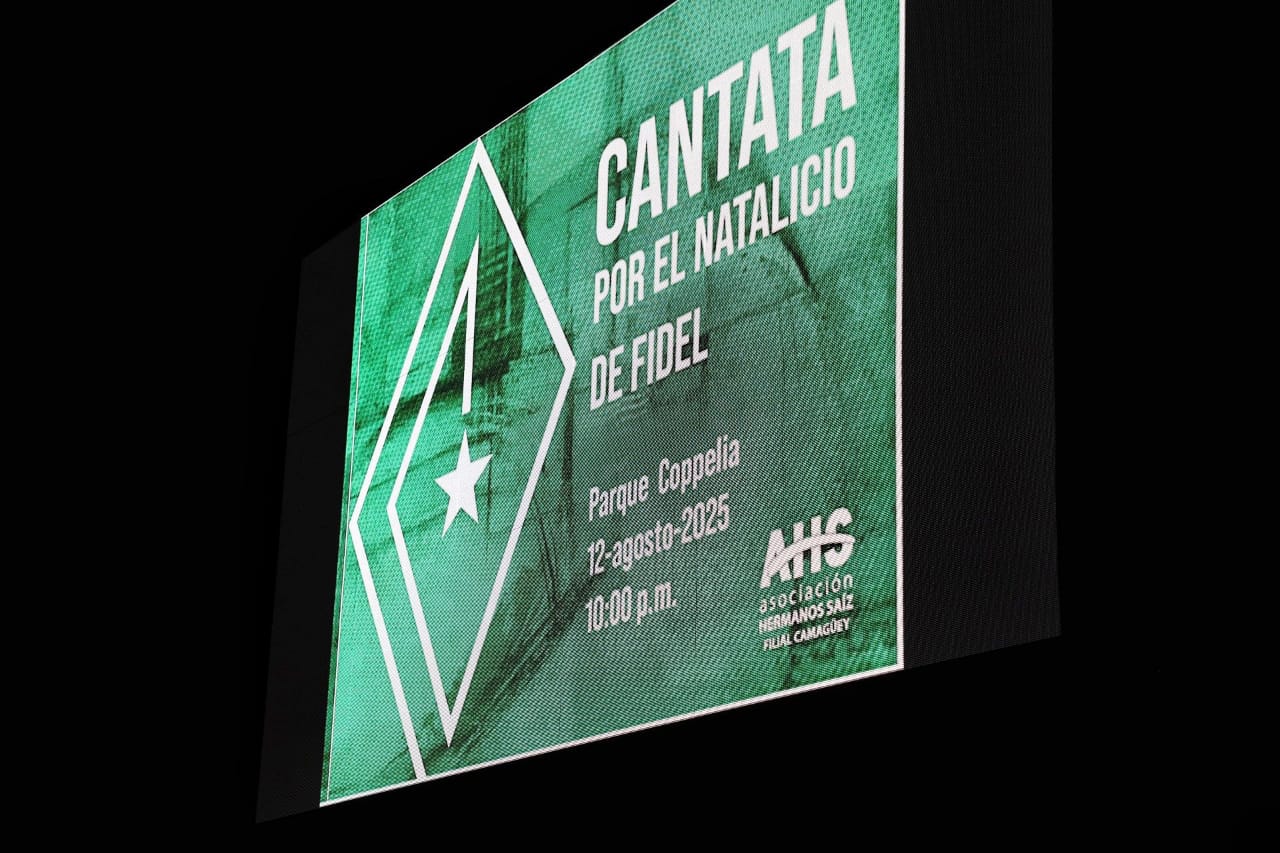 CANTATA
POR EL NATALICIO
DE FIDEL
Parque Coppelia
12-agosto-2025
10:00 p.m.
AHS
asociación
HERMANOS SAÍZ
FILIAL CAMAGÜEY